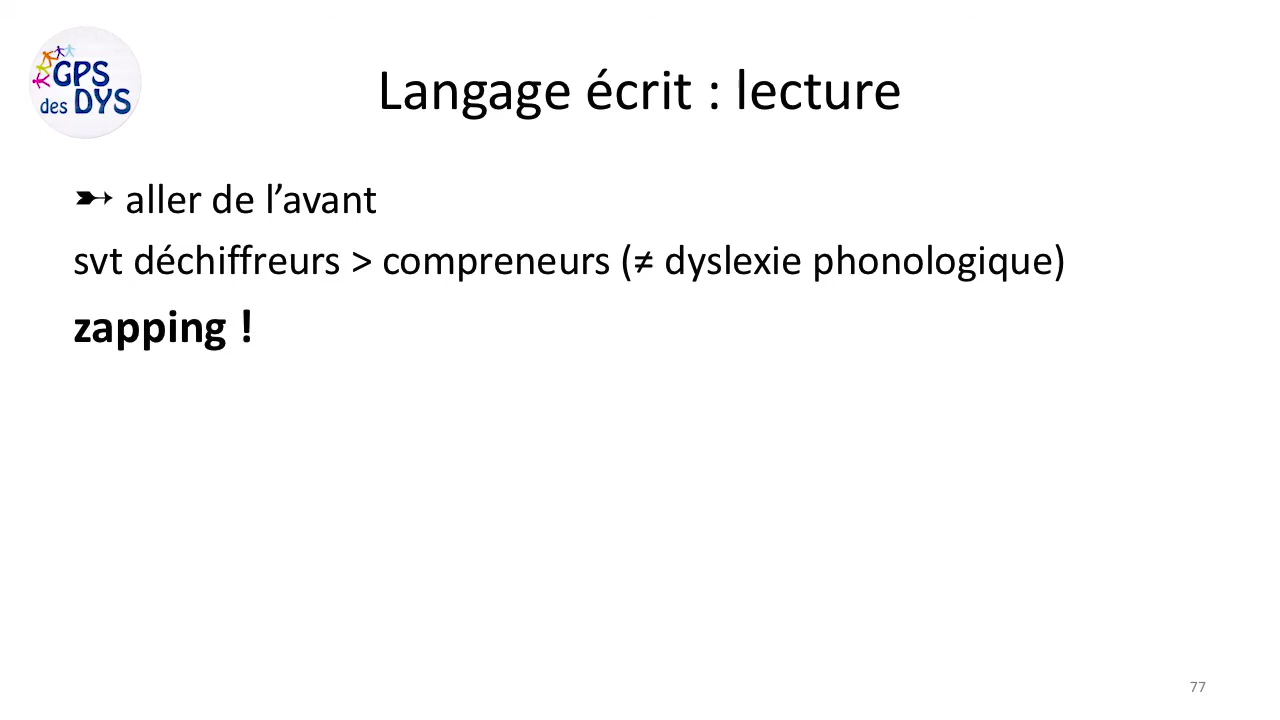 GPS
des DYS
Langage écrit : lecture
➼ aller de l’avant
svt déchiffreurs > compreneurs (≠ dyslexie phonologique)
zapping !
77